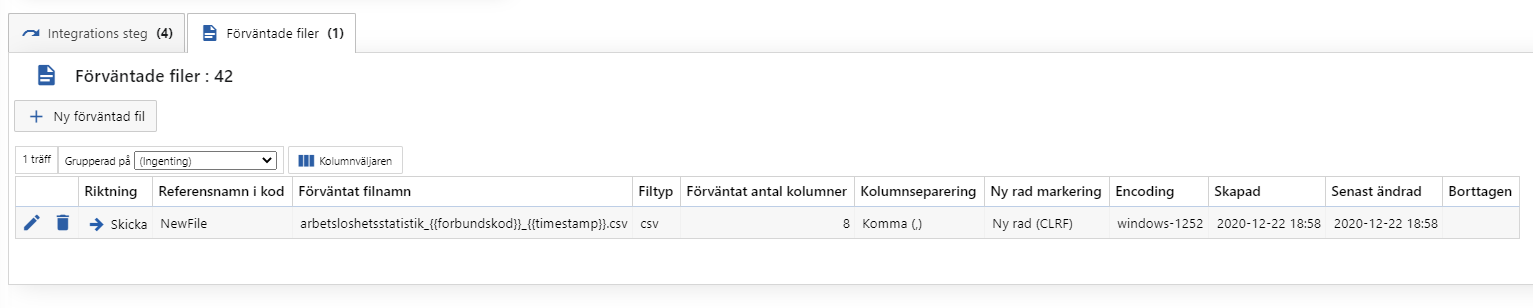 Integrations steg (4) Förväntade filer (1)
Förväntade filer : 42
Ny förväntad fil
1 träff Grupperad på (Ingenting) Kolumnväljaren
Riktning Referensnamn i kod Förväntat filnamn Filtyp Förväntat antal kolumner Kolumnseparering Ny rad markering Encoding Skapad Senast ändrad Borttagen
Skicka NewFile arbetsloshetsstatistik_{{forbundskod}}_{{timestamp}}.csv csv 8 Komma (,) Ny rad (CLRF) windows-1252 2020-12-22 18:58 2020-12-22 18:58